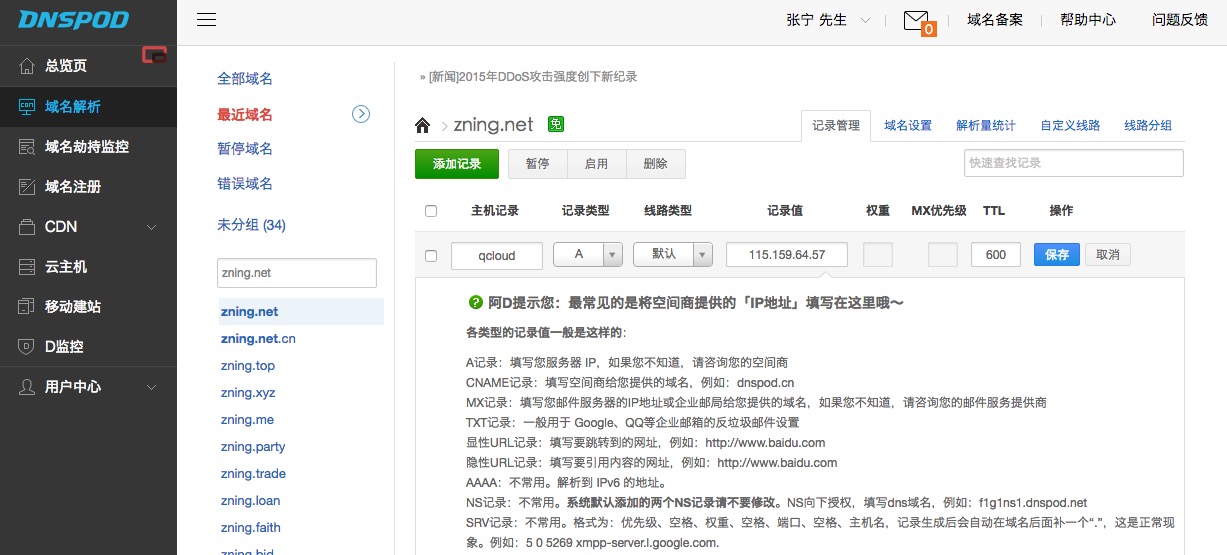 DNSPOD
张宁 先生
0
域名备案
帮助中心
问题反馈
总览页
域名解析
域名劫持监控
域名注册
CDN
云主机
移动建站
D监控
用户中心
全部域名
最近域名
暂停域名
错误域名
未分组 (34)
zning.net
zning.net
zning.net.cn
zning.top
zning.xyz
zning.me
zning.party
zning.trade
zning.loan
zning.faith
zning.bid
» [新闻]2015年DDoS攻击强度创下新纪录
zning.net 免
记录管理 域名设置 解析量统计 自定义线路 线路分组
添加记录 暂停 启用 删除 快速查找记录
主机记录 记录类型 线路类型 记录值 权重 MX优先级 TTL 操作
qcloud A 默认 115.159.64.57 600 保存 取消
? 阿D提示您：最常见的是将空间商提供的「IP地址」填写在这里哦～
各类型的记录值一般是这样的：
A记录：填写您服务器 IP，如果您不知道，请咨询您的空间商
CNAME记录：填写空间商给您提供的域名，例如：dnspod.cn
MX记录：填写您邮件服务器的IP地址或企业邮局给您提供的域名，如果您不知道，请咨询您的邮件服务提供商
TXT记录：一般用于 Google、QQ等企业邮箱的反垃圾邮件设置
显性URL记录：填写要跳转到的网址，例如：http://www.baidu.com
隐性URL记录：填写要引用内容的网址，例如：http://www.baidu.com
AAAA：不常用。解析到 IPv6 的地址。
NS记录：不常用。系统默认添加的两个NS记录请不要修改。NS向下授权，填写dns域名，例如：f1g1ns1.dnspod.net
SRV记录：不常用。格式为：优先级、空格、权重、空格、端口、空格、主机名，记录生成后会自动在域名后面补一个“.”，这是正常现
象。例如：5 0 5269 xmpp-server.l.google.com.